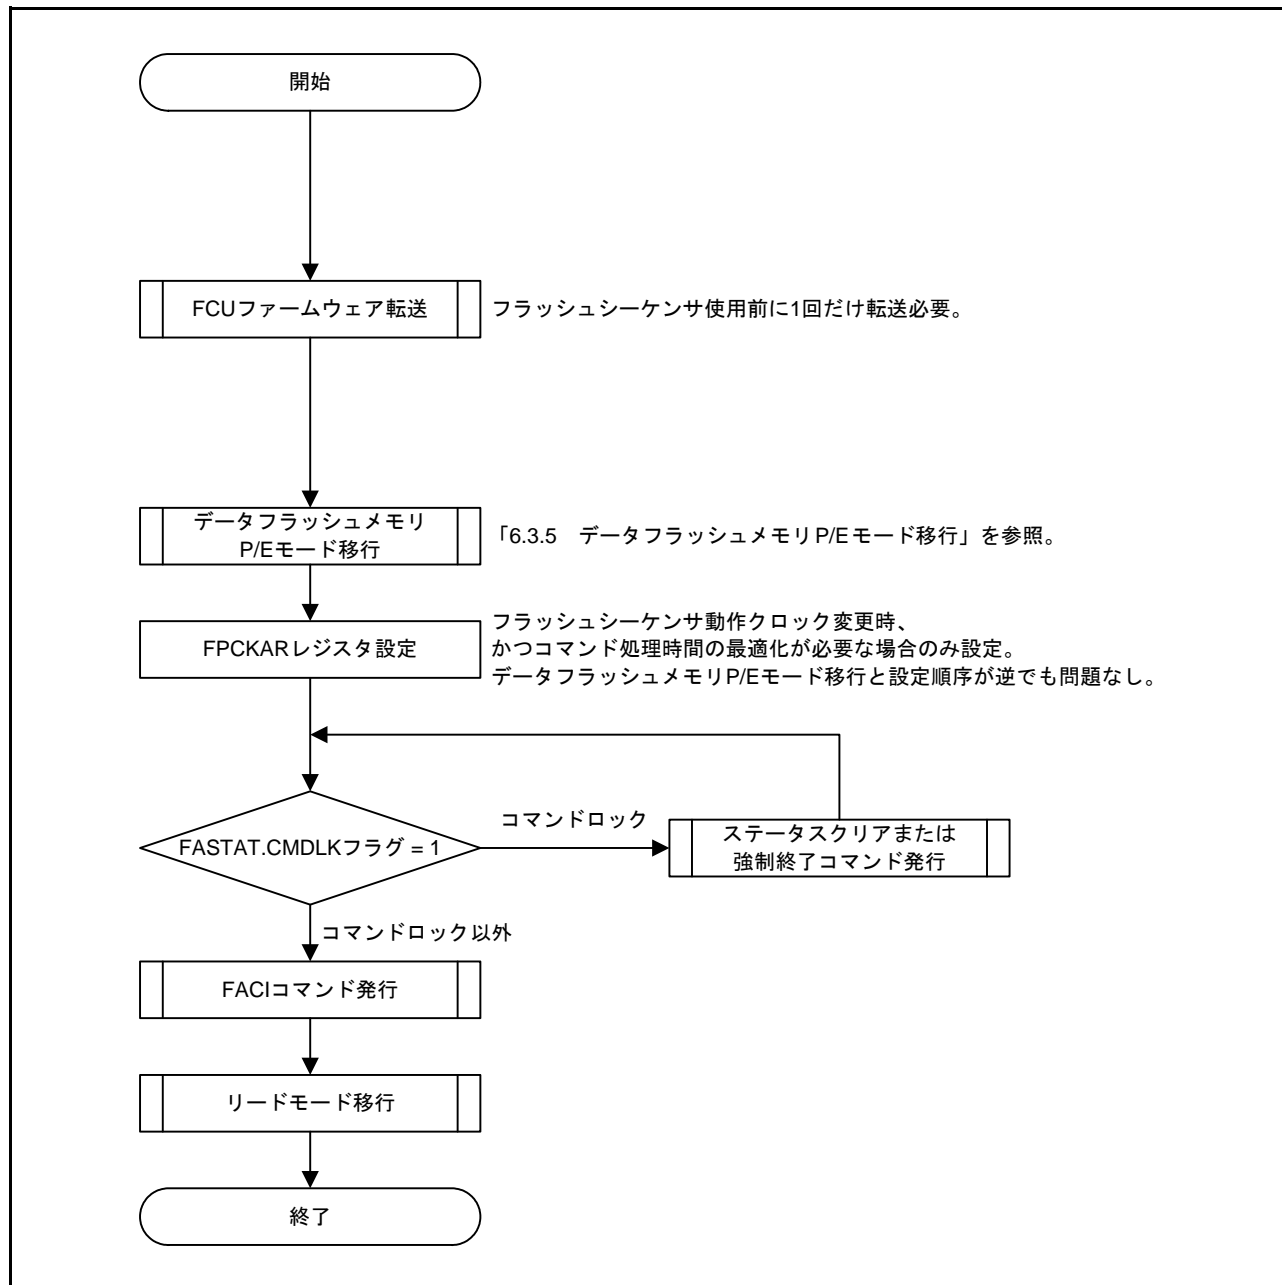 開始
FCUファームウェア転送
フラッシュシーケンサ使用前に1回だけ転送必要。
データフラッシュメモリ
P/Eモード移行
「6.3.5　データフラッシュメモリP/Eモード移行」を参照。
FPCKARレジスタ設定
フラッシュシーケンサ動作クロック変更時、
かつコマンド処理時間の最適化が必要な場合のみ設定。
データフラッシュメモリP/Eモード移行と設定順序が逆でも問題なし。
FASTAT.CMDLKフラグ = 1
コマンドロック
ステータスクリアまたは
強制終了コマンド発行
コマンドロック以外
FACIコマンド発行
リードモード移行
終了